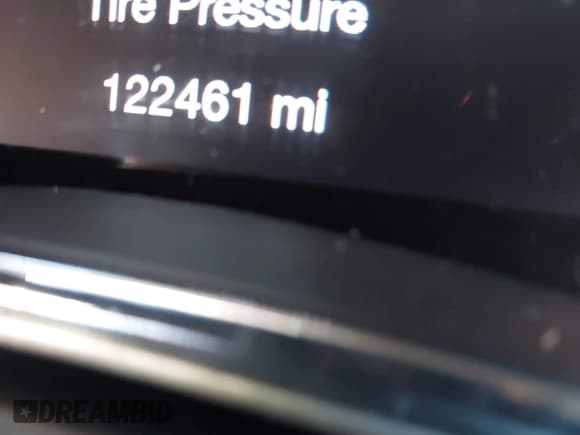 Tire Pressure
122461 mi
DREAMBID